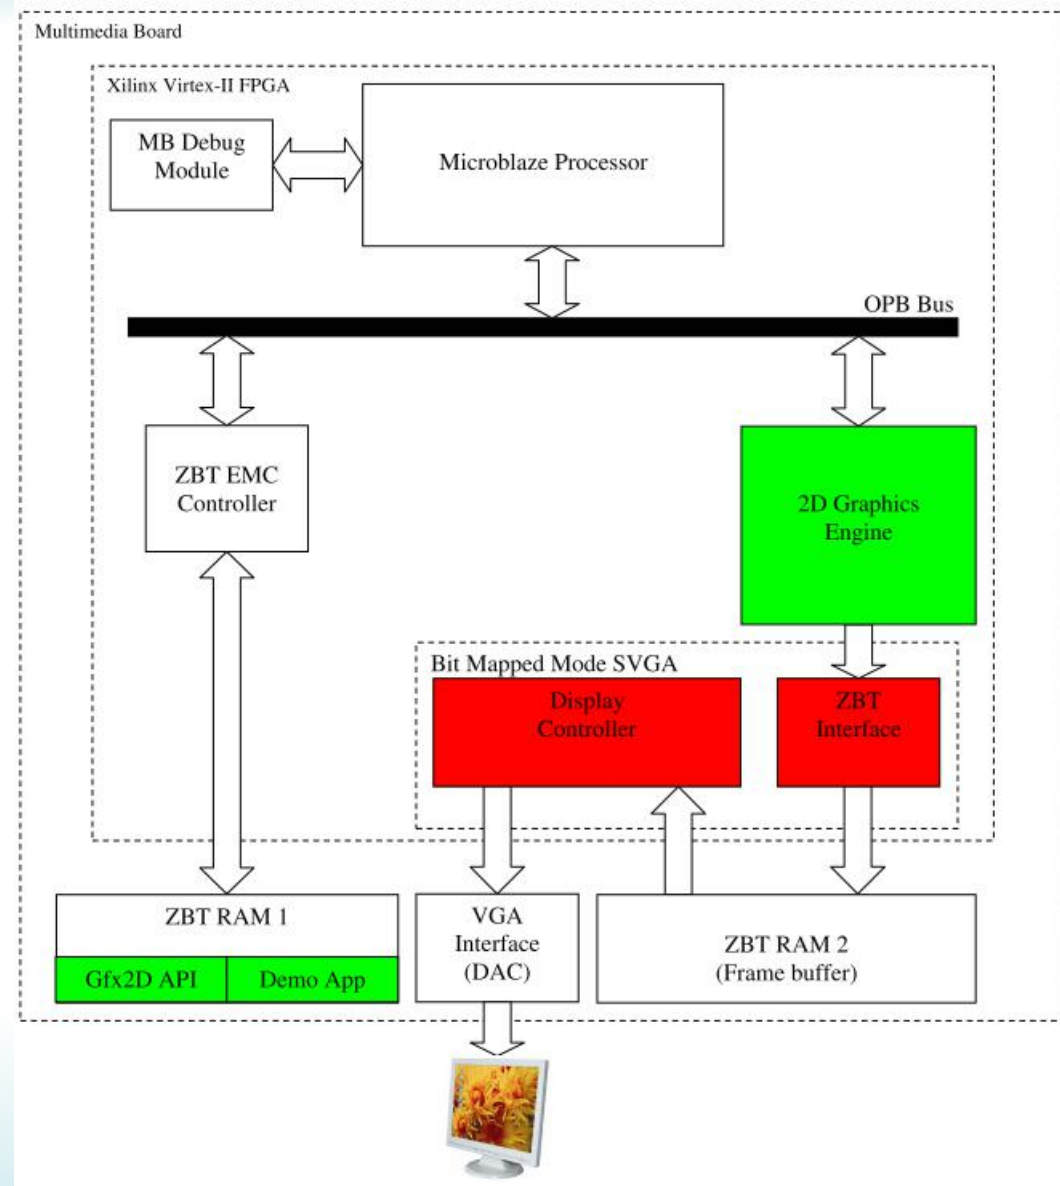 Multimedia Board
Xilinx Virtex-II FPGA
MB Debug
Module
Microblaze Processor
OPB Bus
ZBT EMC
Controller
2D Graphics
Engine
Bit Mapped Mode SVGA
Display
Controller
ZBT
Interface
ZBT RAM 1
Gfx2D API
Demo App
VGA
Interface
(DAC)
ZBT RAM 2
(Frame buffer)